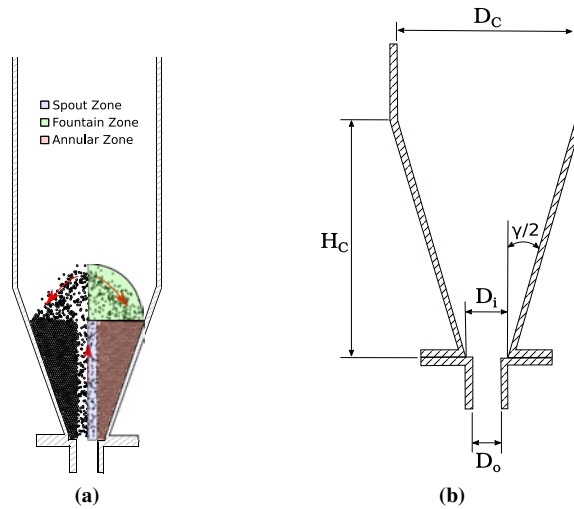 Spout Zone
Fountain Zone
Annular Zone
(a)
D_C
H_C
γ/2
D_i
D_o
(b)